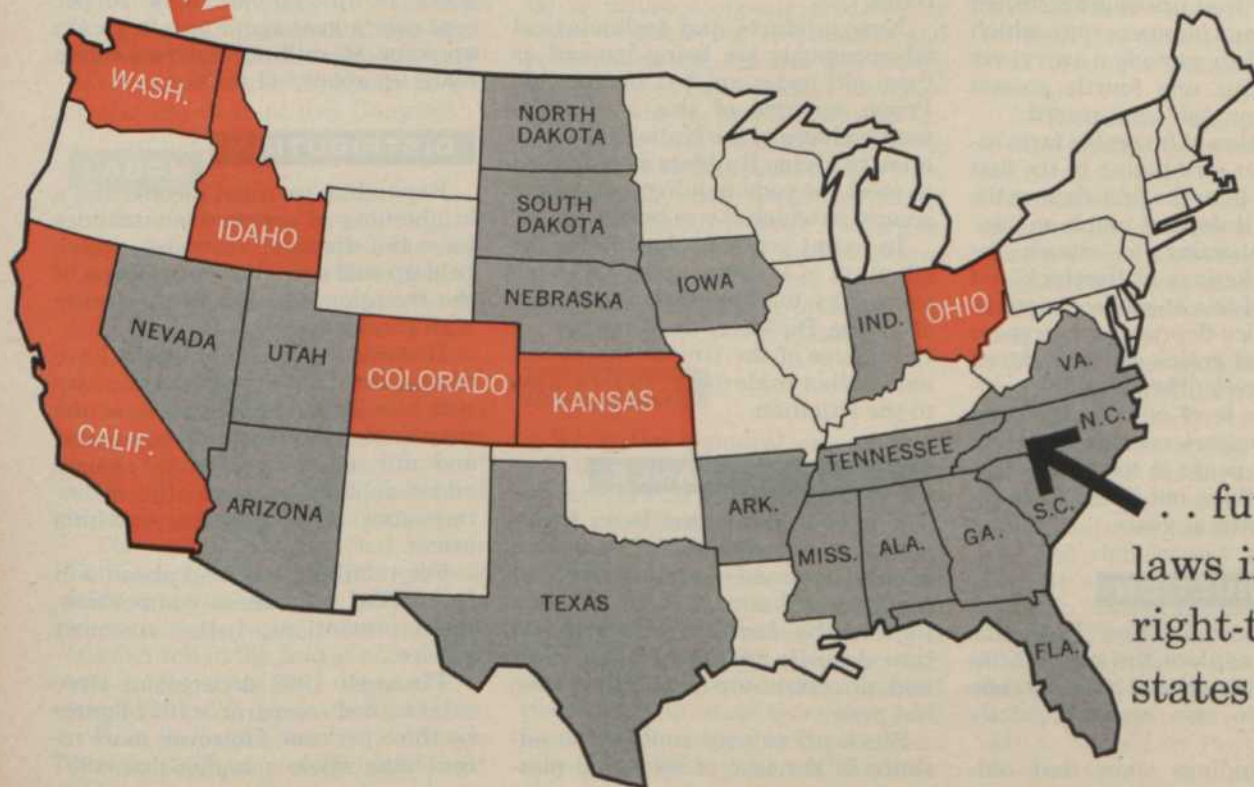 WASH.
IDAHO
NORTH
DAKOTA
SOUTH
DAKOTA
NEBRASKA
IOWA
NEVADA
UTAH
COLORADO
KANSAS
IND.
OHIO
CALIF.
ARIZONA
TEXAS
ARK.
TENNESSEE
VA.
N.C.
S.C.
MISS.
ALA.
GA.
FLA.
. . fu
laws i
right-t
states